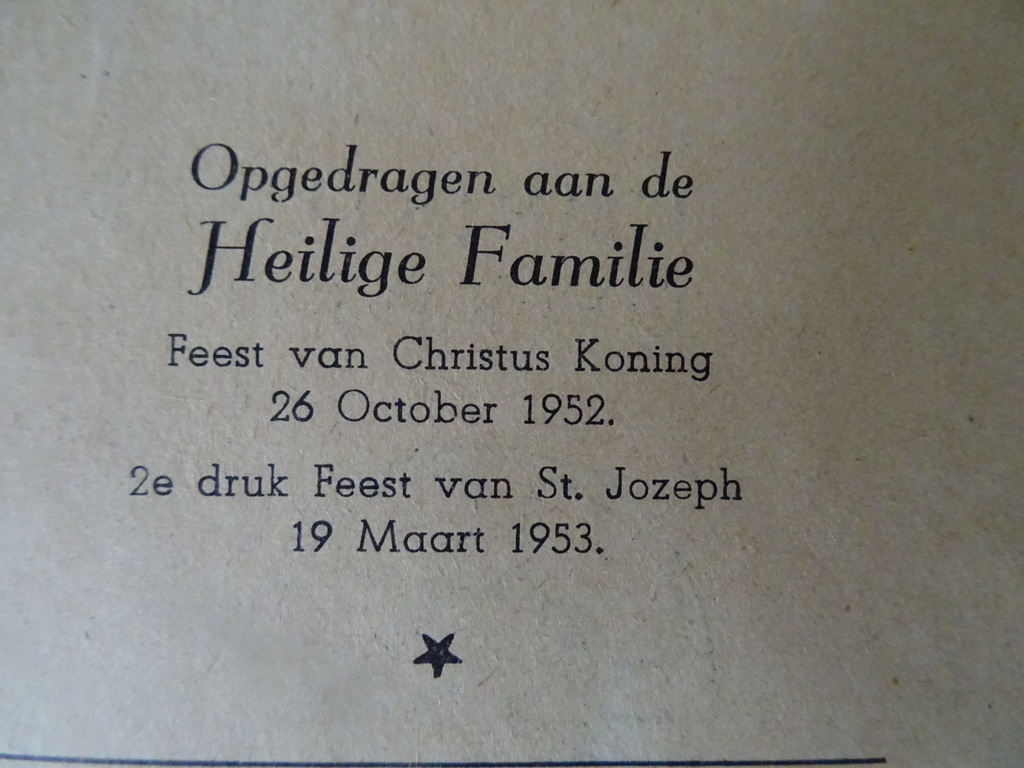 Opgedragen aan de
Heilige Familie
Feest van Christus Koning
26 October 1952.
2e druk Feest van St. Jozeph
19 Maart 1953.